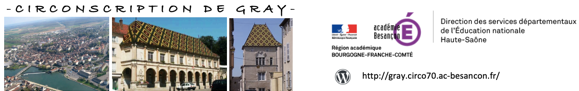 -CIRCONSCRIPTION DE GRAY-
académie
Besançon
Région académique
BOURGOGNE-FRANCHE-COMTÉ
Direction des services départementaux
de l'Éducation nationale
Haute-Saône
http://gray.circo70.ac-besancon.fr/